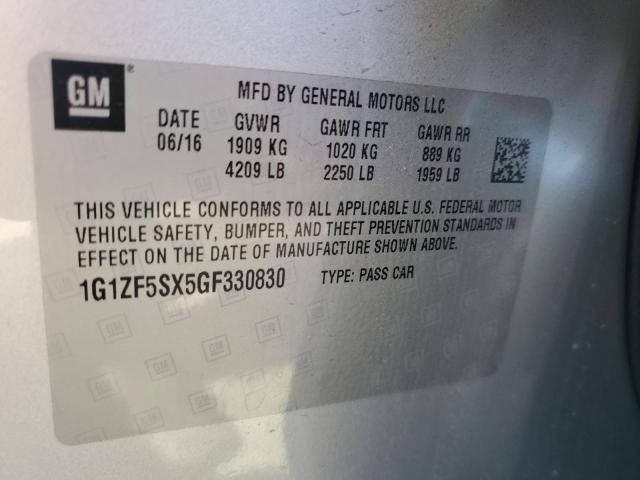 GM®
MFD BY GENERAL MOTORS LLC
DATE GVWR GAWR FRT GAWR RR
06/16 1909 KG 1020 KG 889 KG
4209 LB 2250 LB 1959 LB
THIS VEHICLE CONFORMS TO ALL APPLICABLE U.S. FEDERAL MOTOR
VEHICLE SAFETY, BUMPER, AND THEFT PREVENTION STANDARDS IN
EFFECT ON THE DATE OF MANUFACTURE SHOWN ABOVE.
1G1ZF5SX5GF330830 TYPE: PASS CAR